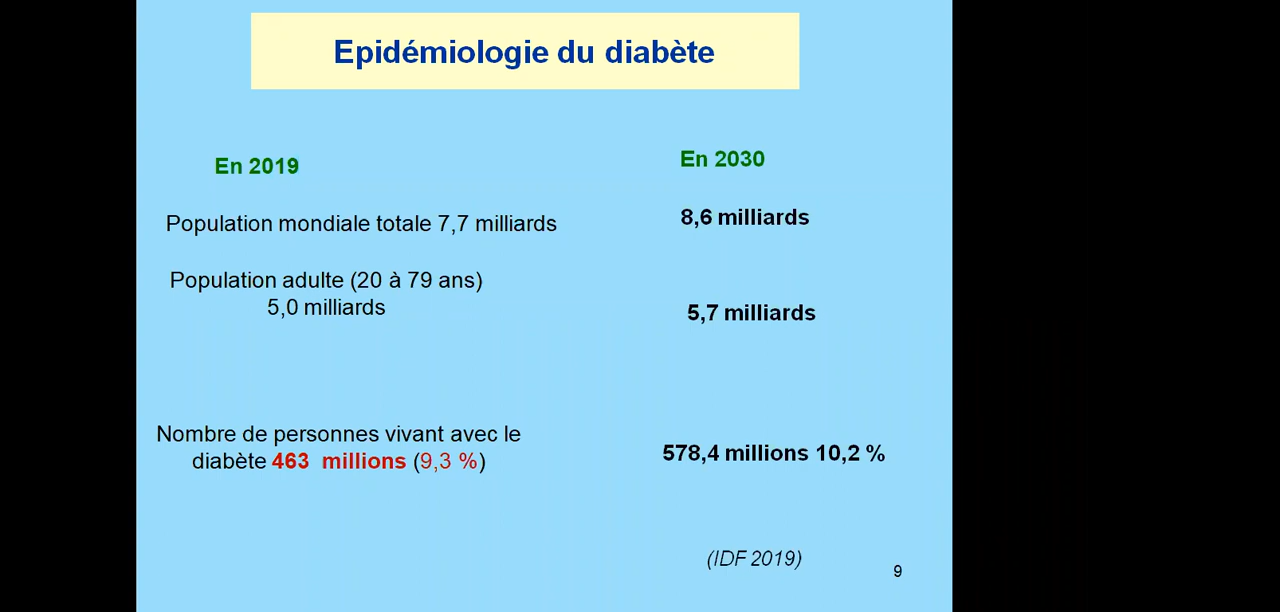 Epidémiologie du diabète
En 2019
En 2030
Population mondiale totale 7,7 milliards
8,6 milliards
Population adulte (20 à 79 ans)
5,0 milliards
5,7 milliards
Nombre de personnes vivant avec le
diabète 463 millions (9,3 %)
578,4 millions 10,2 %
(IDF 2019)
9